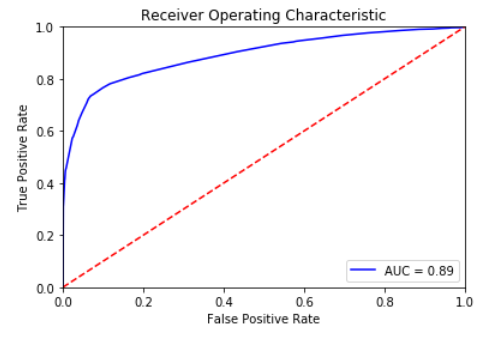 Receiver Operating Characteristic
True Positive Rate
1.0
0.8
0.6
0.4
0.2
0.0
AUC = 0.89
0.0 0.2 0.4 0.6 0.8 1.0
False Positive Rate